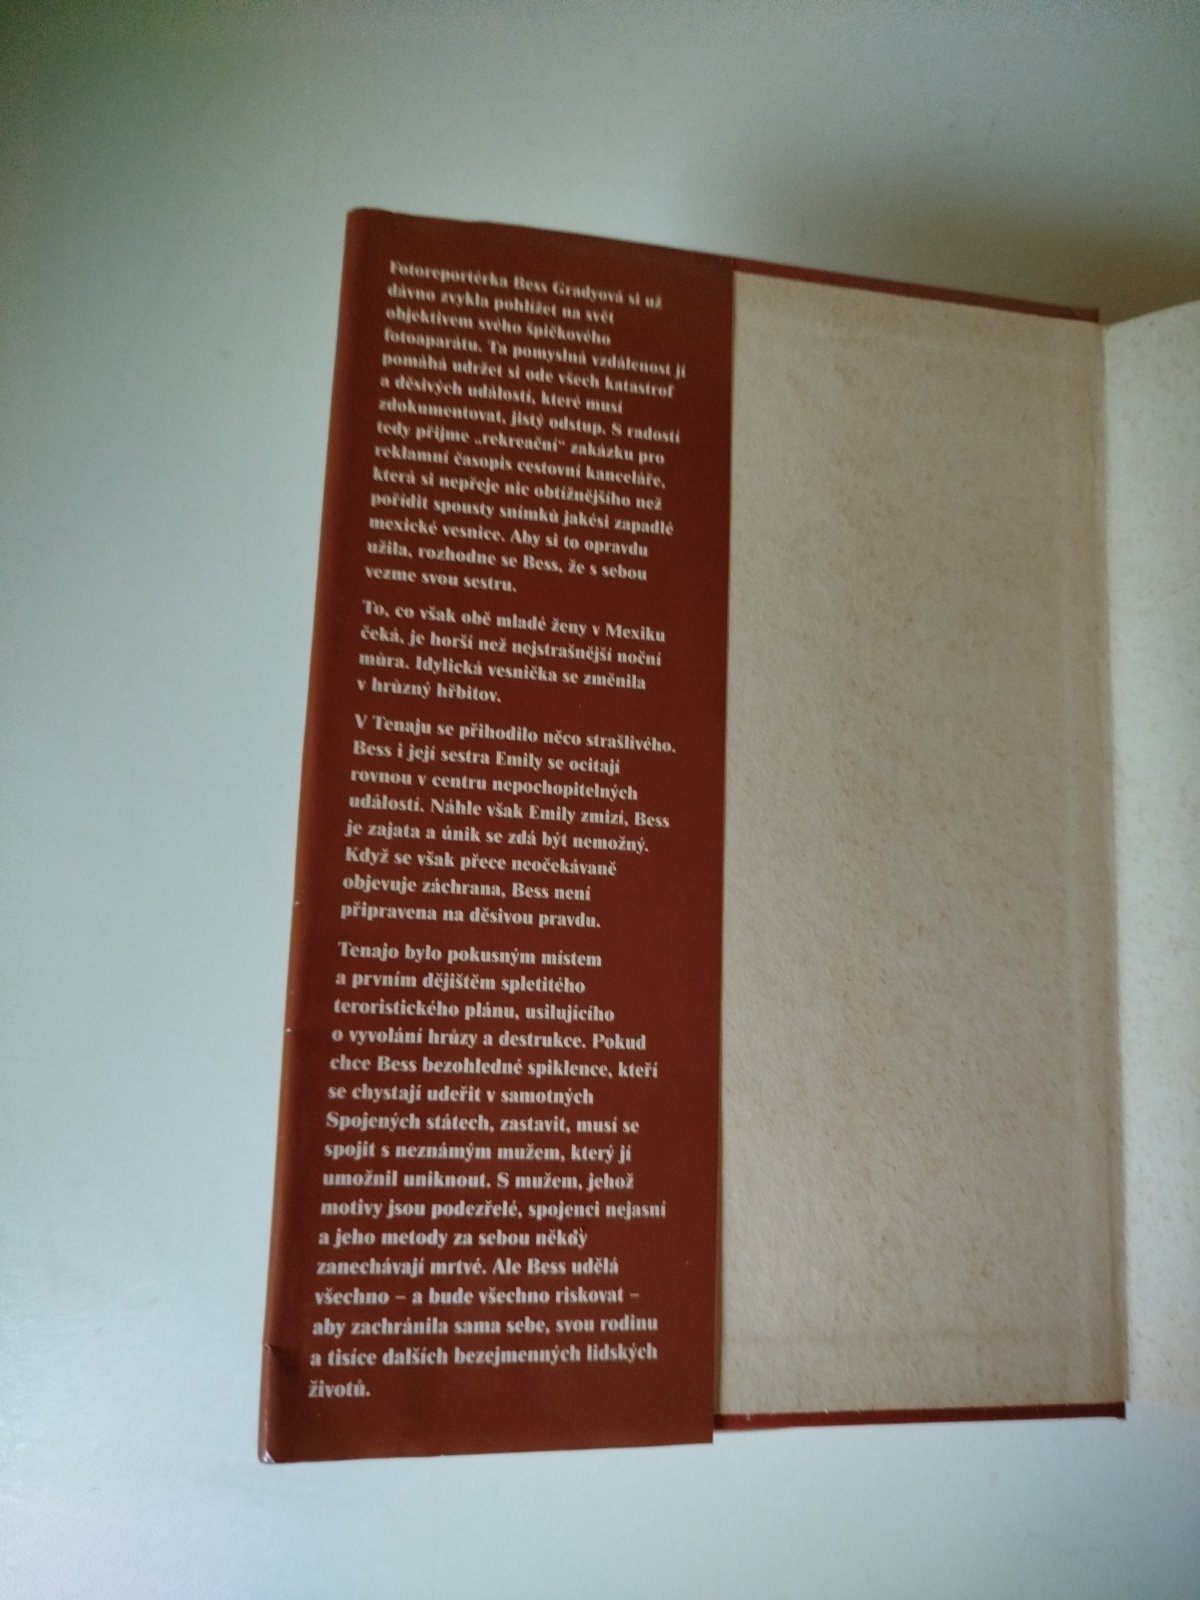 Fotoreportérka Bess Gradyová si už
dávno zvykla pohlížet na svět
objektivem svého špičkového
fotoaparátu. Ta pomyslná vzdálenost jí
pomáhá udržet si ode všech katastrof
a děsivých událostí, které musí
zdokumentovat, jistý odstup. S radostí
tedy přijme „rekreační“ zakázku pro
reklamní časopis cestovní kanceláře,
která si nepřeje nic obtížnějšího než
pořídit spousty snímků jakési zapadlé
mexické vesnice. Aby si to opravdu
užila, rozhodne se Bess, že s sebou
vezme svou sestru.
To, co však obě mladé ženy v Mexiku
čeká, je horší než nejstrašnější noční
můra. Idylická vesnička se změnila
v hrůzný hřbitov.
V Tenaju se přihodilo něco strašlivého.
Bess i její sestra Emily se ocitají
rovnou v centru nepochopitelných
událostí. Náhle však Emily zmizí, Bess
je zajata a únik se zdá být nemožný.
Když se však přece neočekávaně
objevuje záchrana, Bess není
připravena na děsivou pravdu.
Tenajo bylo pokusným místem
a prvním dějištěm spletitého
teroristického plánu, usilujícího
o vyvolání hrůzy a destrukce. Pokud
chce Bess bezohledné spiklence, kteří
se chystají udeřit v samotných
Spojených státech, zastavit, musí se
spojit s neznámým mužem, který jí
umožnil uniknout. S mužem, jehož
motivy jsou podezřelé, spojenci nejasní
a jeho metody za sebou někdy
zanechávají mrtvé. Ale Bess udělá
všechno – a bude všechno riskovat –
aby zachránila sama sebe, svou rodinu
a tisíce dalších bezejmenných lidských
životů.